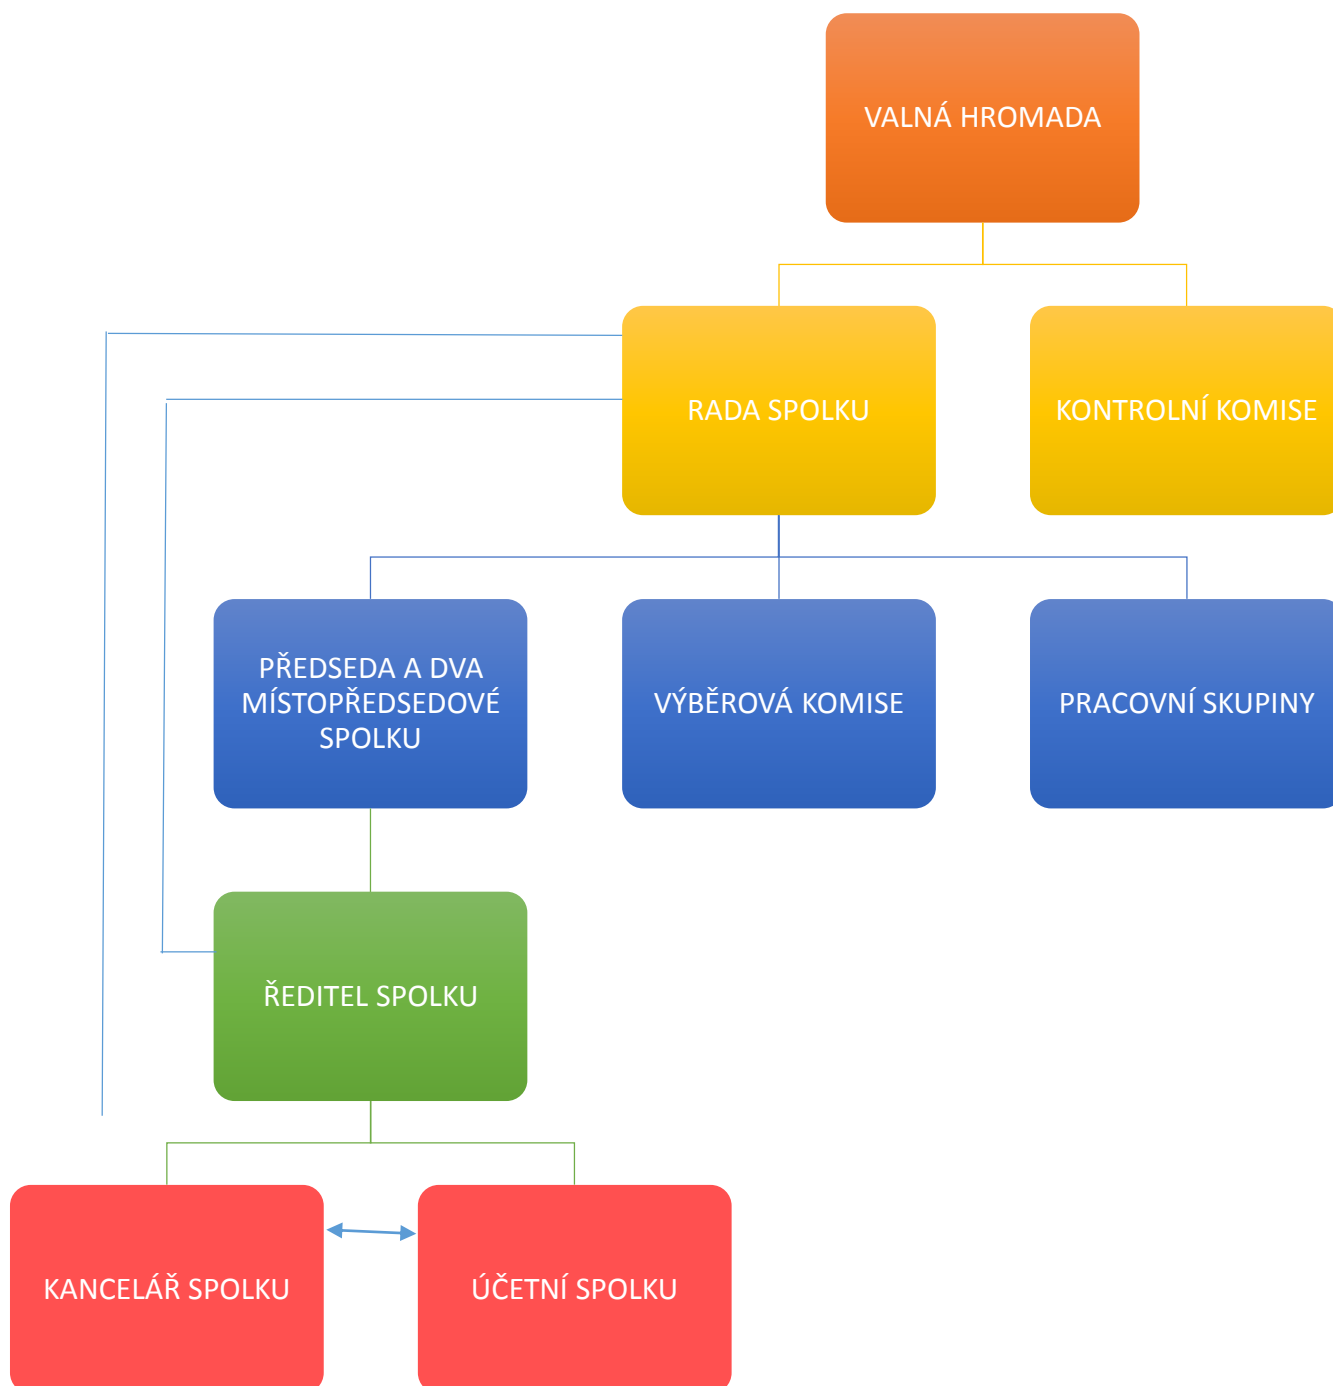 VALNÁ HROMADA
RADA SPOLKU
KONTROLNÍ KOMISE
PŘEDSEDA A DVA
MÍSTOPŘEDSEDOVÉ
SPOLKU
VÝBĚROVÁ KOMISE
PRACOVNÍ SKUPINY
ŘEDITEL SPOLKU
KANCELÁŘ SPOLKU
ÚČETNÍ SPOLKU